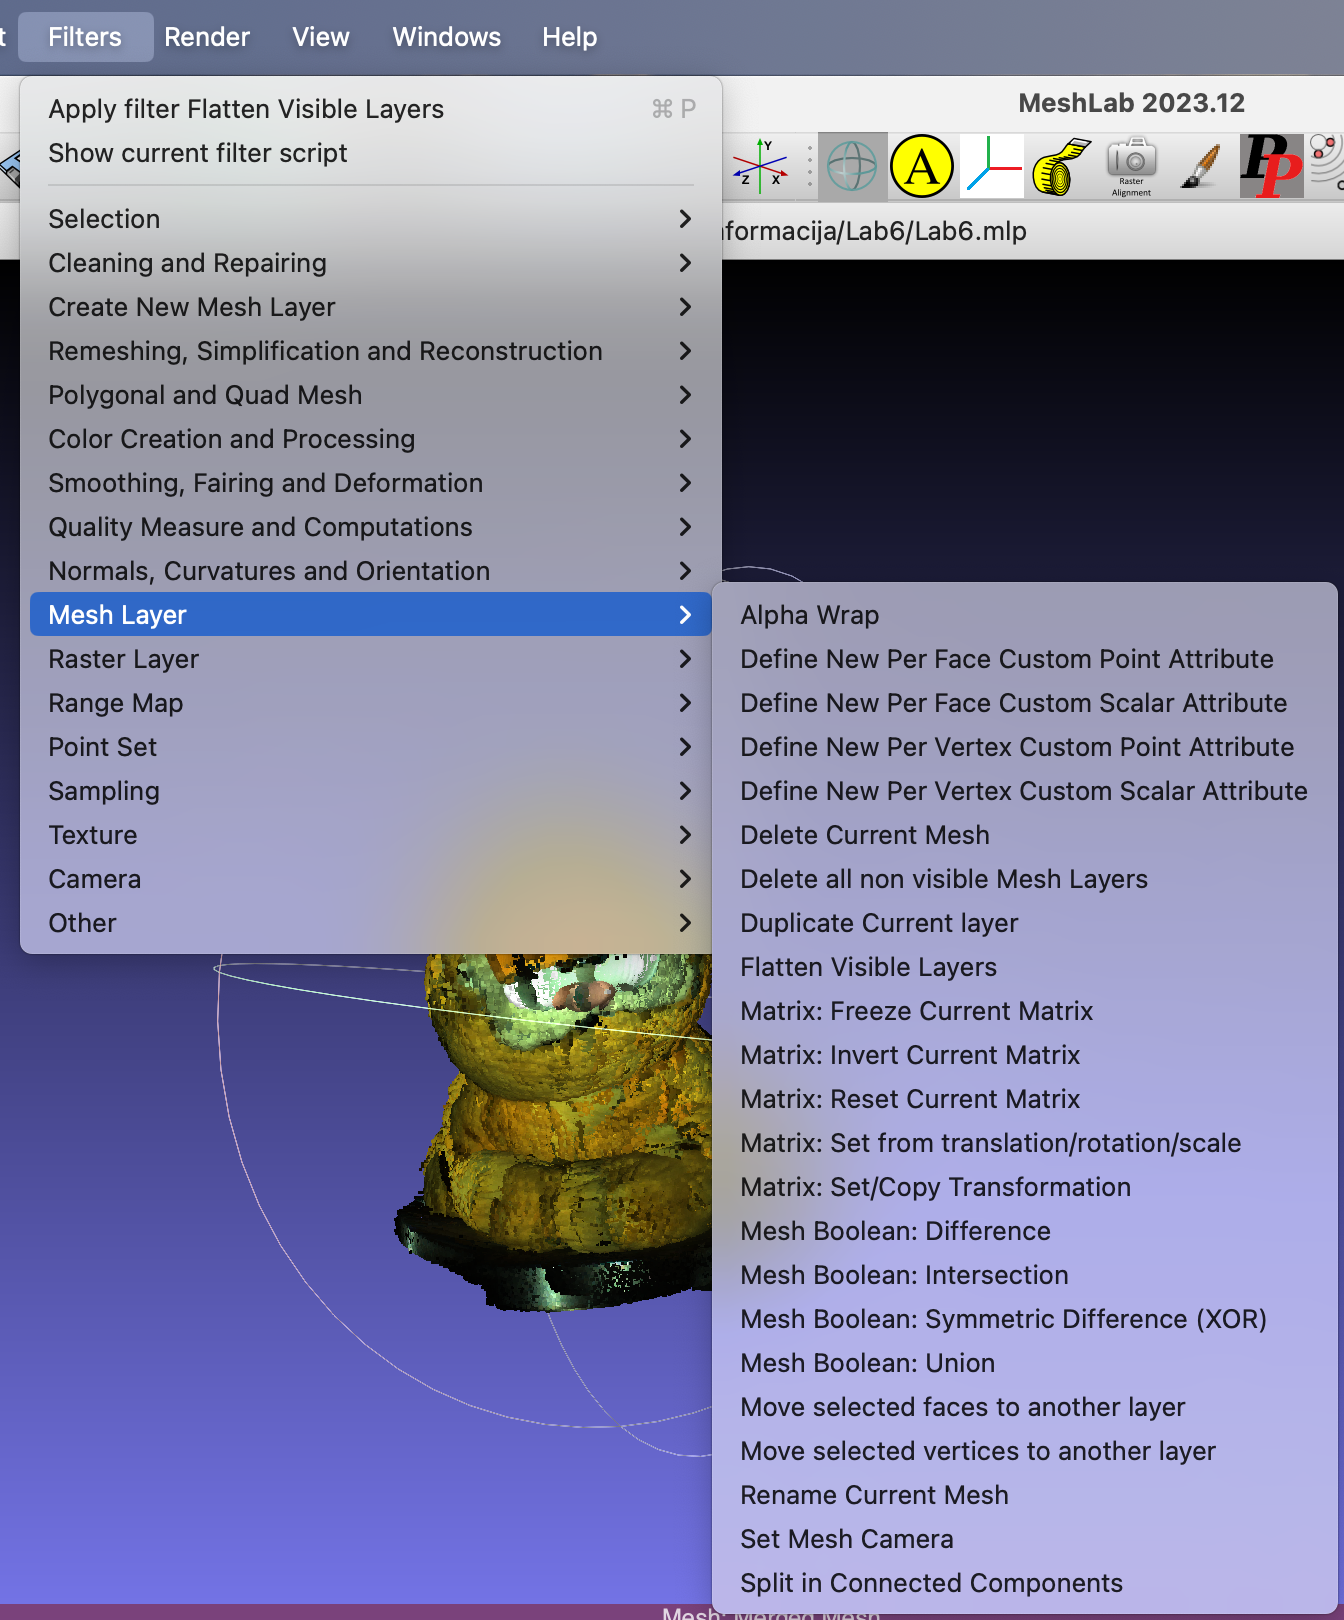 Filters Render View Windows Help
Apply filter Flatten Visible Layers ⌘ P
Show current filter script
MeshLab 2023.12
Y
Z X
A
Raster
Alignment
PP
formacija/Lab6/Lab6.mlp
Selection
Cleaning and Repairing
Create New Mesh Layer
Remeshing, Simplification and Reconstruction
Polygonal and Quad Mesh
Color Creation and Processing
Smoothing, Fairing and Deformation
Quality Measure and Computations
Normals, Curvatures and Orientation
Mesh Layer
Raster Layer
Range Map
Point Set
Sampling
Texture
Camera
Other
Alpha Wrap
Define New Per Face Custom Point Attribute
Define New Per Face Custom Scalar Attribute
Define New Per Vertex Custom Point Attribute
Define New Per Vertex Custom Scalar Attribute
Delete Current Mesh
Delete all non visible Mesh Layers
Duplicate Current layer
Flatten Visible Layers
Matrix: Freeze Current Matrix
Matrix: Invert Current Matrix
Matrix: Reset Current Matrix
Matrix: Set from translation/rotation/scale
Matrix: Set/Copy Transformation
Mesh Boolean: Difference
Mesh Boolean: Intersection
Mesh Boolean: Symmetric Difference (XOR)
Mesh Boolean: Union
Move selected faces to another layer
Move selected vertices to another layer
Rename Current Mesh
Set Mesh Camera
Split in Connected Components
Mesh: Merged Mesh